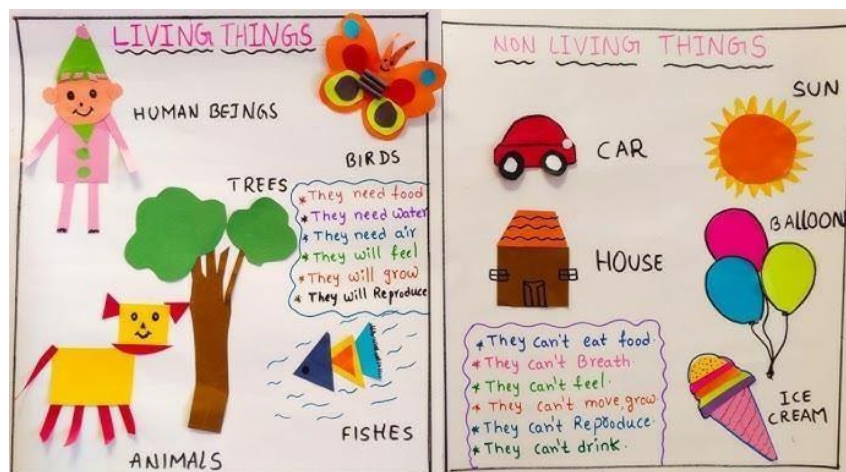 LIVING THINGS
HUMAN BEINGS
BIRDS
TREES
* They need food
* They need water
* They need air
* They will feel
* They will grow
* They will Reproduce
FISHES
ANIMALS
NON LIVING THINGS
SUN
CAR
BALLOON
HOUSE
* They can't eat food.
* They can't Breath.
* They can't feel.
* They can't move, grow.
* They can't Reproduce.
* They can't drink.
ICE
CREAM